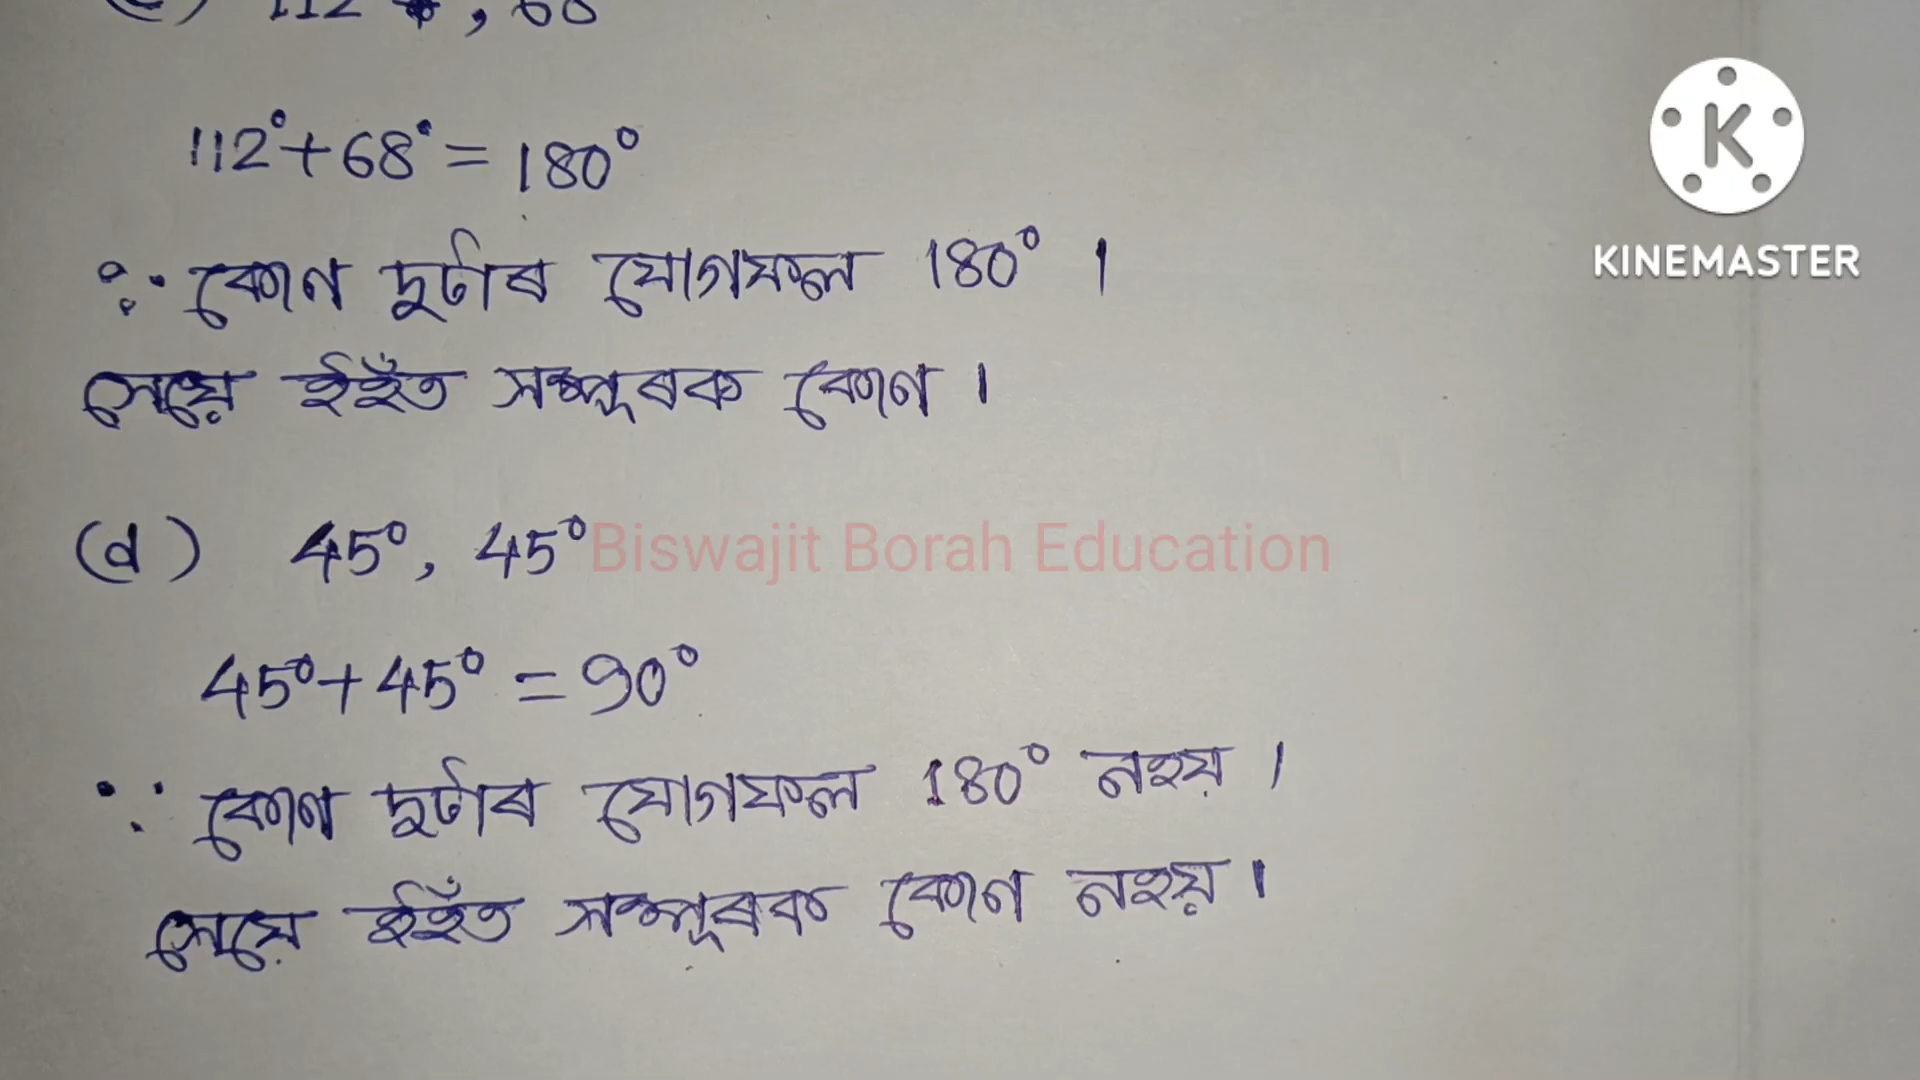 112°+68°=180°
∵ কোণ দুটাৰ যোগফল 180° ।
সেয়ে ইহঁত সম্পূৰক কোণ ।
(d) 45°, 45°
45°+45° = 90°
∵ কোণ দুটাৰ যোগফল 180° নহয় ।
সেয়ে ইহঁত সম্পূৰক কোণ নহয় ।
Biswajit Borah Education
KINEMASTER